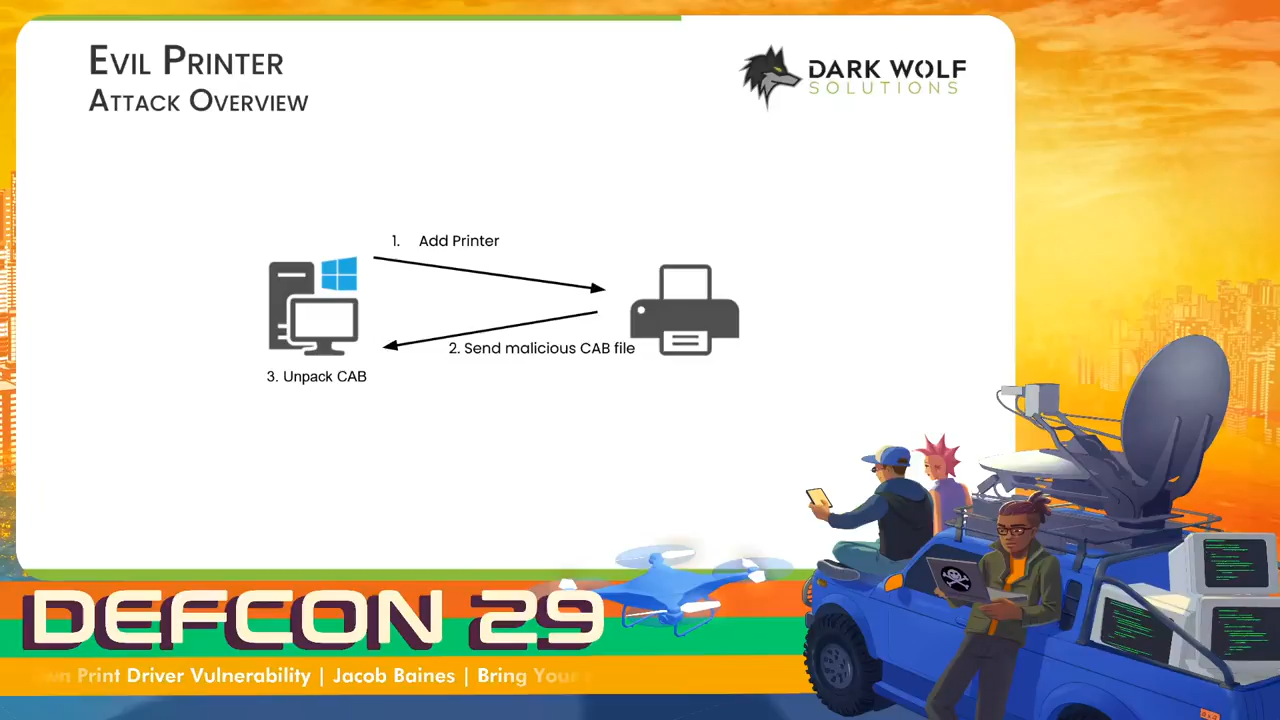 Evil Printer
Attack Overview
DARK WOLF
SOLUTIONS
1. Add Printer
2. Send malicious CAB file
3. Unpack CAB
DEFCON 29
Print Driver Vulnerability | Jacob Baines | Bring Your